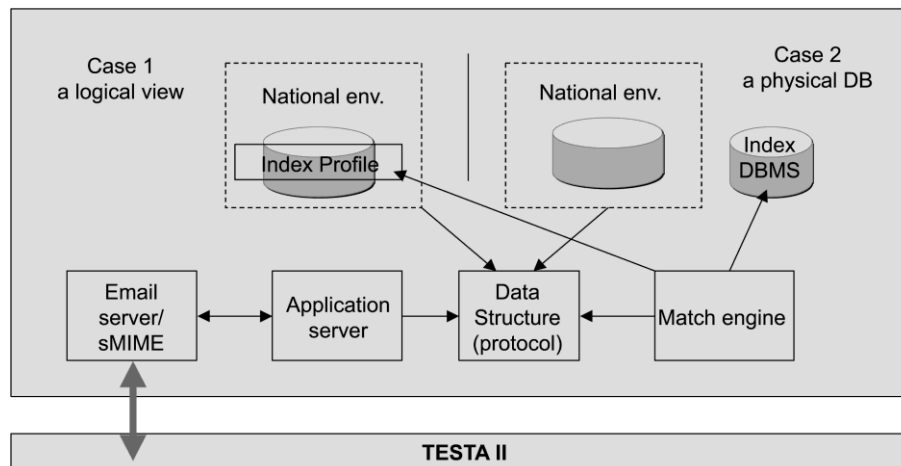 Case 1
a logical view
National env.
Index Profile
National env.
Case 2
a physical DB
Index
DBMS
Email
server/
sMIME
Application
server
Data
Structure
(protocol)
Match engine
TESTA II